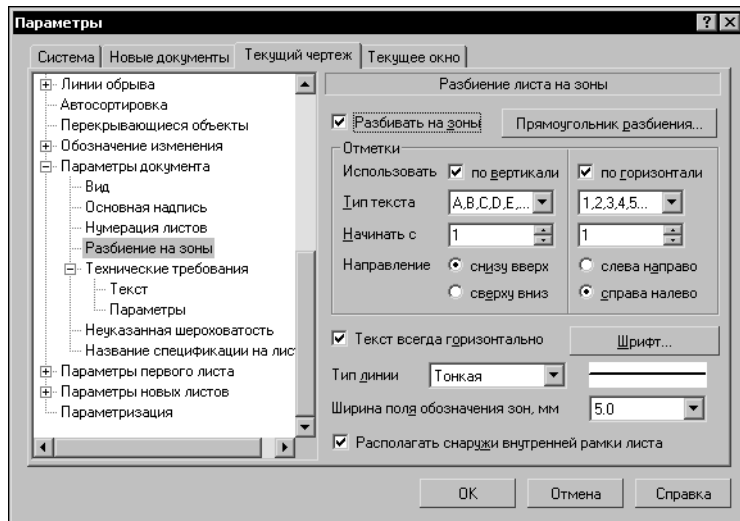 Параметры
Система
Новые документы
Текущий чертеж
Текущее окно
Линии обрыва
Автосортировка
Перекрывающиеся объекты
Обозначение изменения
Параметры документа
Вид
Основная надпись
Нумерация листов
Разбиение на зоны
Технические требования
Текст
Параметры
Неуказанная шероховатость
Название спецификации на лис
Параметры первого листа
Параметры новых листов
Параметризация
Разбиение листа на зоны
Разбивать на зоны
Прямоугольник разбиения...
Отметки
Использовать
по вертикали
по горизонтали
Тип текста
A,B,C,D,E,...
1,2,3,4,5...
Начинать с
1
1
Направление
снизу вверх
слева направо
сверху вниз
справа налево
Текст всегда горизонтально
Шрифт...
Тип линии
Тонкая
Ширина поля обозначения зон, мм
5.0
Располагать снаружи внутренней рамки листа
OK
Отмена
Справка